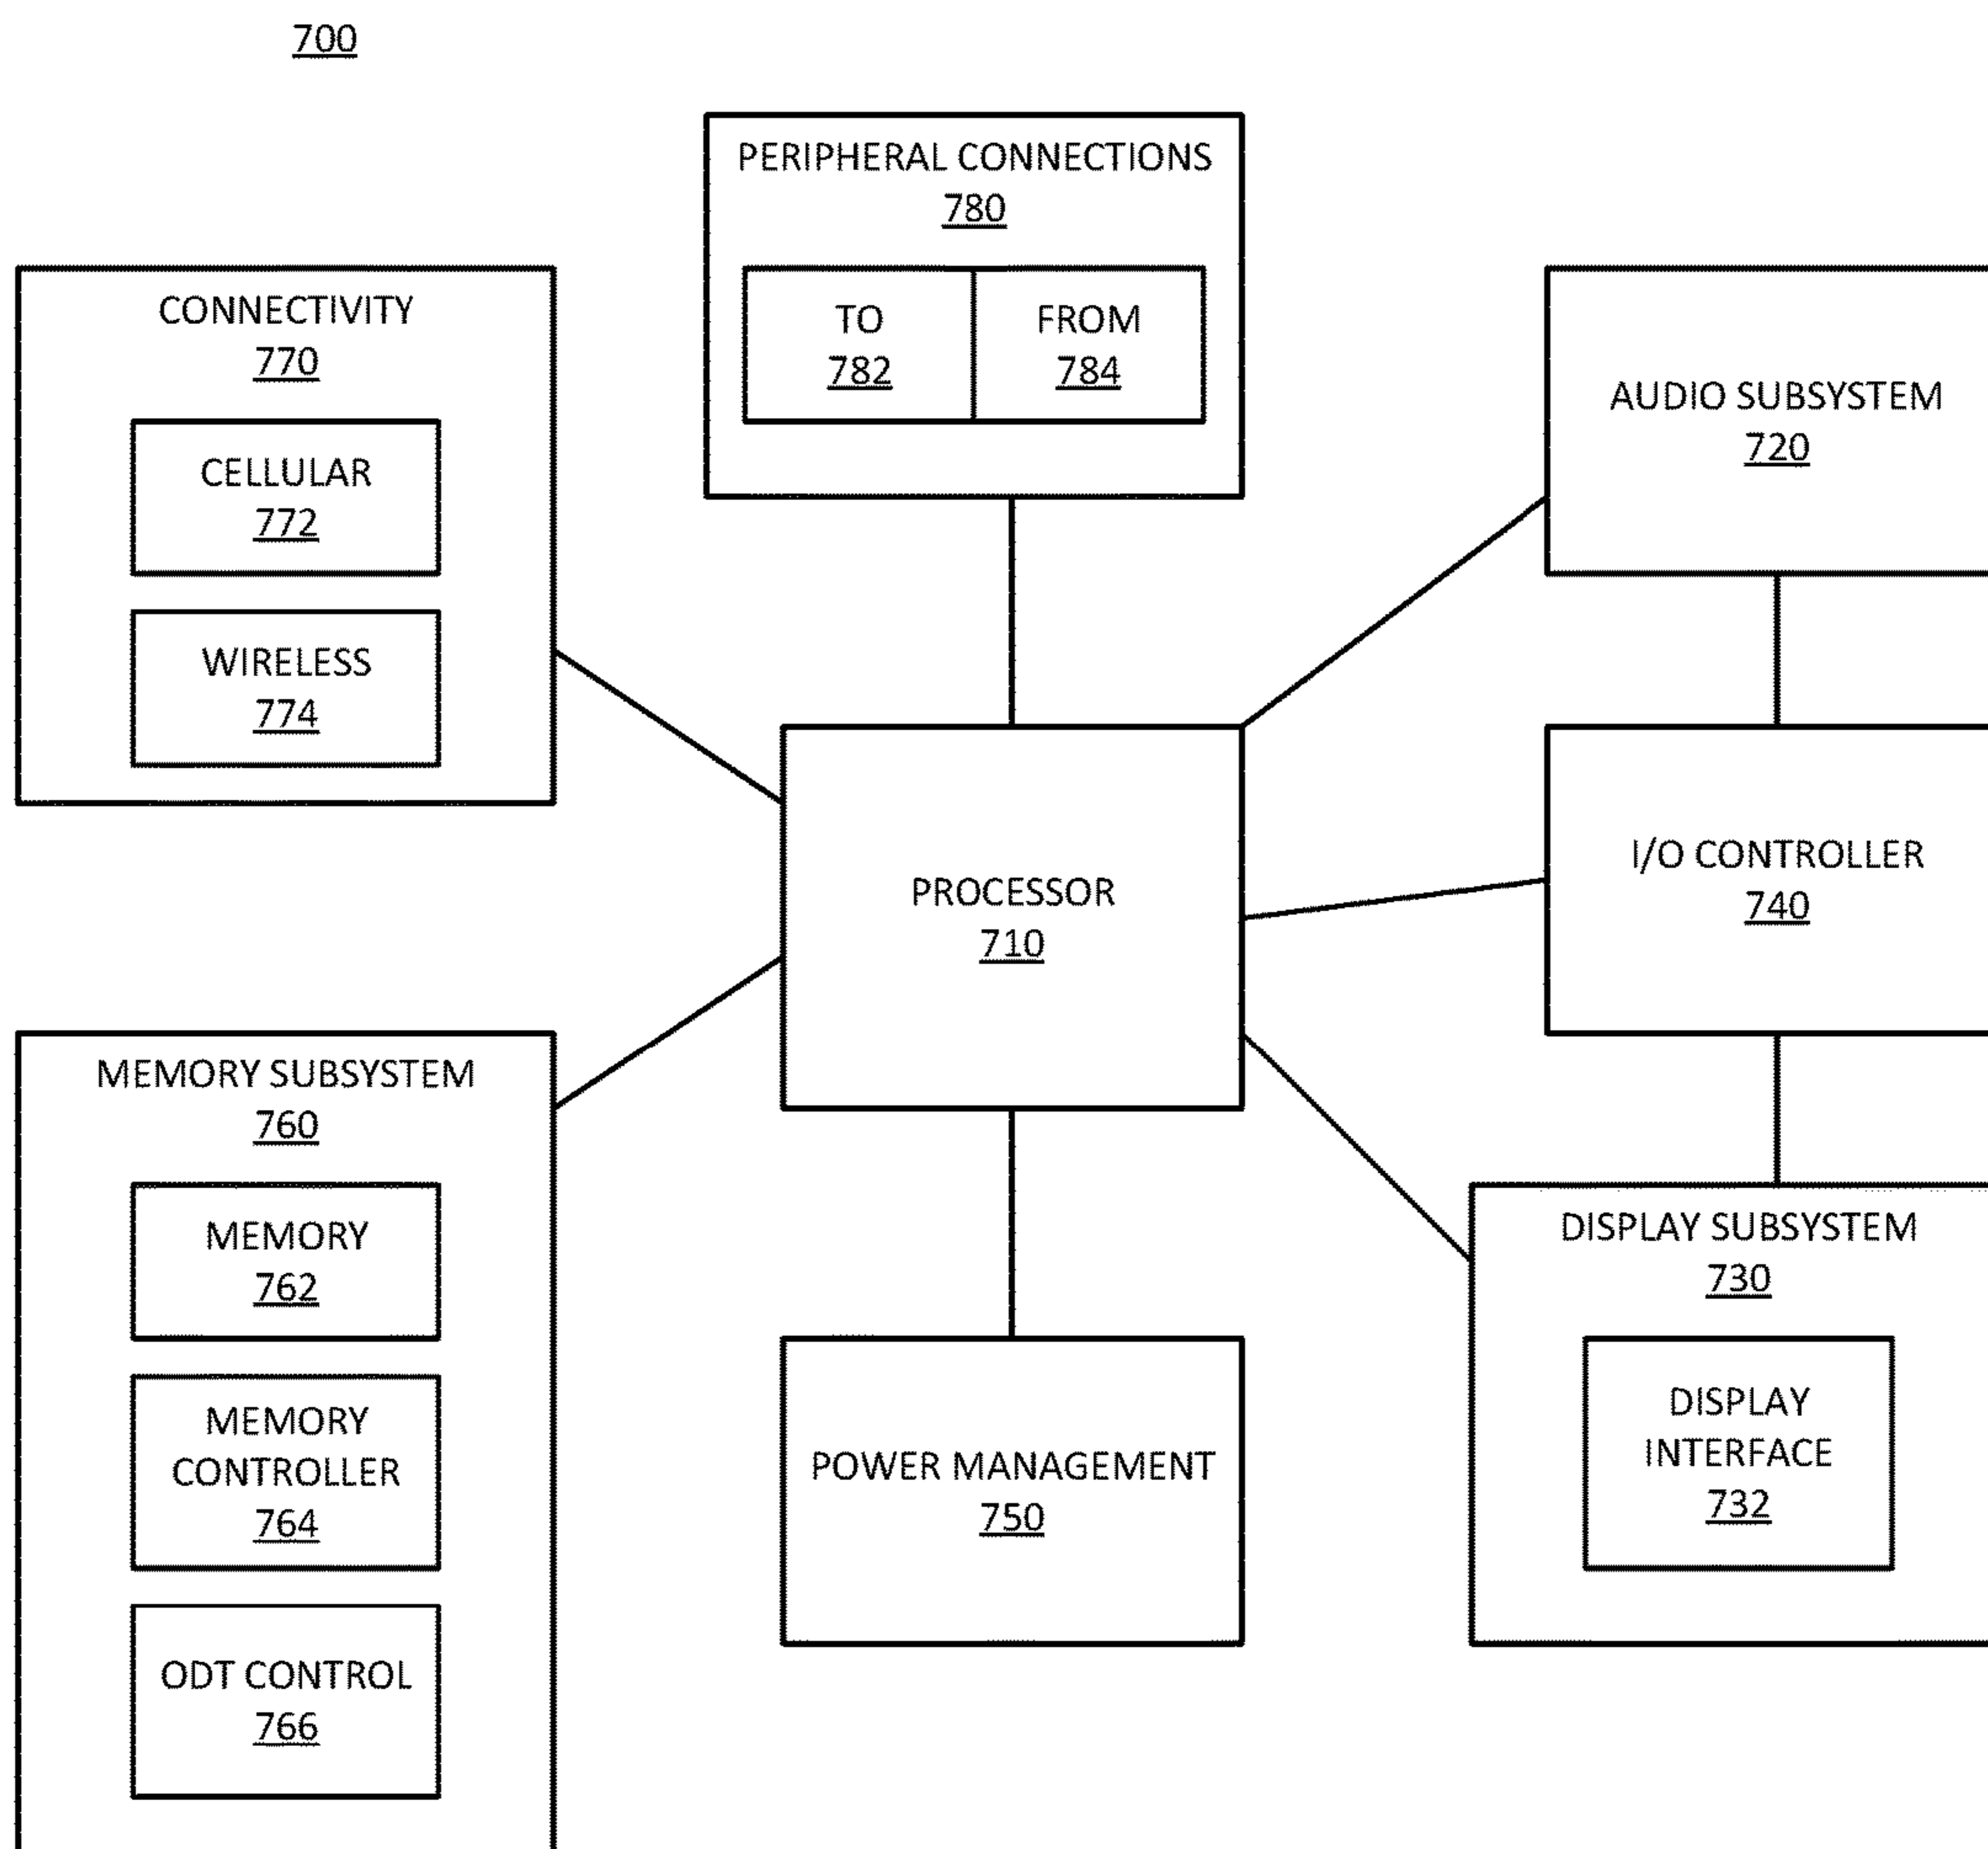 700
PERIPHERAL CONNECTIONS
780
TO
782
FROM
784
CONNECTIVITY
770
CELLULAR
772
WIRELESS
774
AUDIO SUBSYSTEM
720
PROCESSOR
710
I/O CONTROLLER
740
MEMORY SUBSYSTEM
760
MEMORY
762
MEMORY
CONTROLLER
764
ODT CONTROL
766
POWER MANAGEMENT
750
DISPLAY SUBSYSTEM
730
DISPLAY
INTERFACE
732